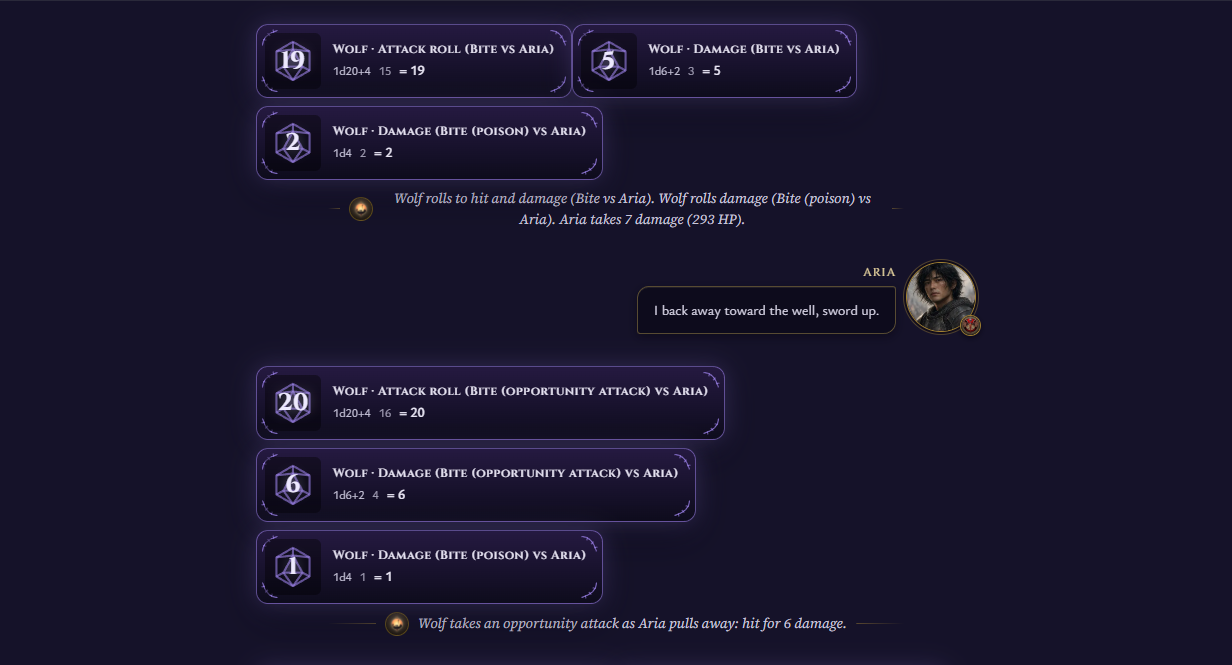 19
Wolf · Attack roll (Bite vs Aria)
1d20+4 15 = 19
5
Wolf · Damage (Bite vs Aria)
1d6+2 3 = 5
2
Wolf · Damage (Bite (poison) vs Aria)
1d4 2 = 2
Wolf rolls to hit and damage (Bite vs Aria). Wolf rolls damage (Bite (poison) vs
Aria). Aria takes 7 damage (293 HP).
ARIA
I back away toward the well, sword up.
20
Wolf · Attack roll (Bite (opportunity attack) vs Aria)
1d20+4 16 = 20
6
Wolf · Damage (Bite (opportunity attack) vs Aria)
1d6+2 4 = 6
1
Wolf · Damage (Bite (poison) vs Aria)
1d4 1 = 1
Wolf takes an opportunity attack as Aria pulls away: hit for 6 damage.